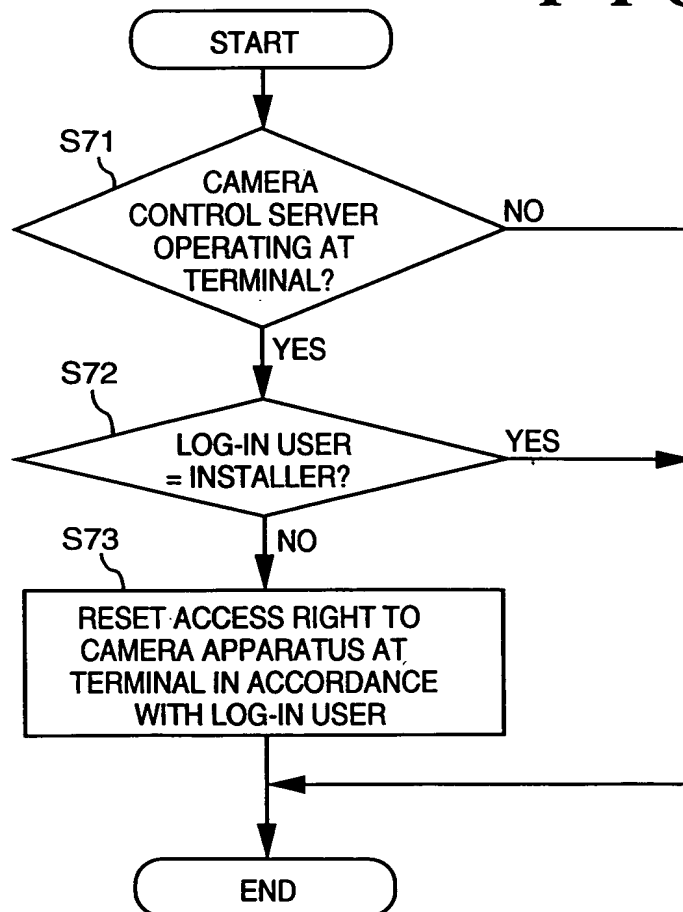 START
S71
CAMERA
CONTROL SERVER
OPERATING AT
TERMINAL?
NO
YES
S72
LOG-IN USER
= INSTALLER?
YES
NO
S73
RESET ACCESS RIGHT TO
CAMERA APPARATUS AT
TERMINAL IN ACCORDANCE
WITH LOG-IN USER
END